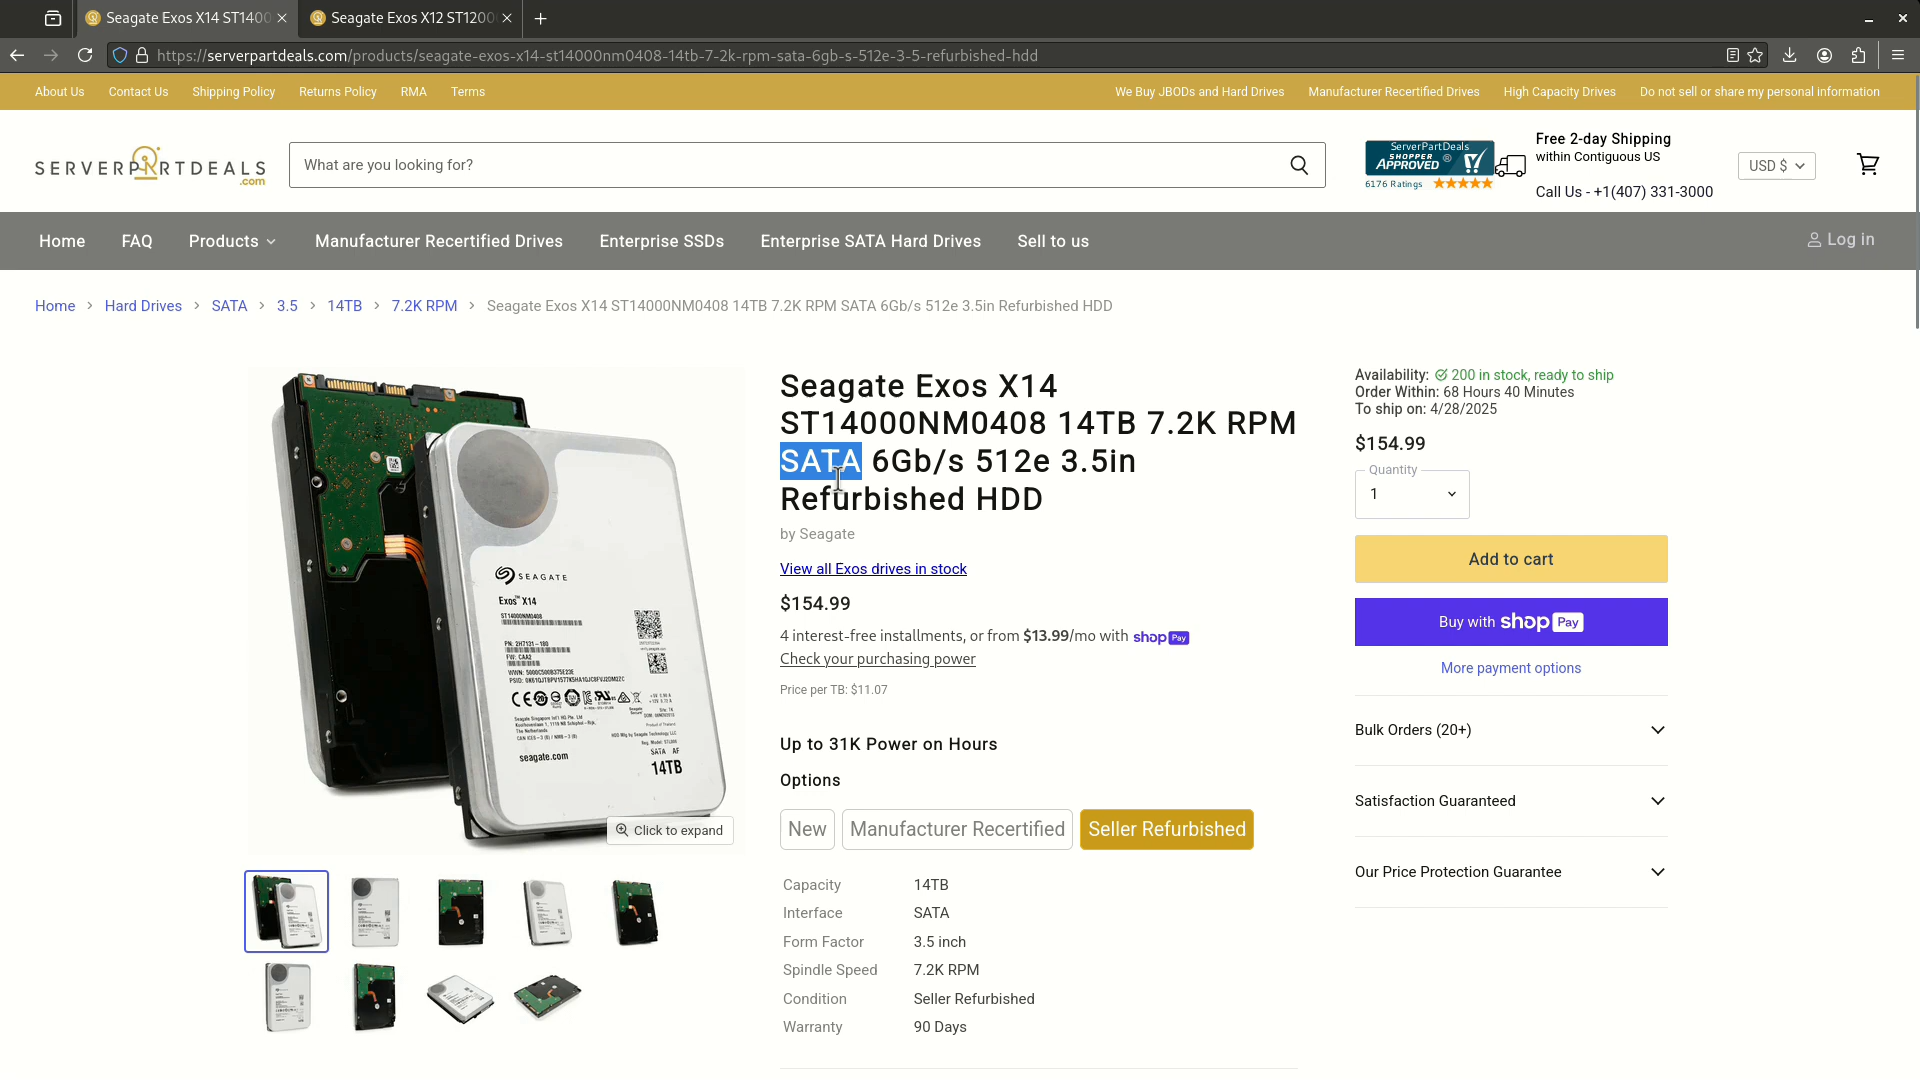 Seagate Exos X14 ST1400
Seagate Exos X12 ST1200
https://serverpartdeals.com/products/seagate-exos-x14-st14000nm0408-14tb-7-2k-rpm-sata-6gb-s-512e-3-5-refurbished-hdd
About Us Contact Us Shipping Policy Returns Policy RMA Terms We Buy JBODs and Hard Drives Manufacturer Recertified Drives High Capacity Drives Do not sell or share my personal information
SERVERPARTDEALS
.com
What are you looking for?
ServerPartDeals
SHOPPER
APPROVED ®
6176 Ratings
Free 2-day Shipping
within Contiguous US
Call Us - +1(407) 331-3000
USD $
Home FAQ Products Manufacturer Recertified Drives Enterprise SSDs Enterprise SATA Hard Drives Sell to us Log in
Home > Hard Drives > SATA > 3.5 > 14TB > 7.2K RPM > Seagate Exos X14 ST14000NM0408 14TB 7.2K RPM SATA 6Gb/s 512e 3.5in Refurbished HDD
SEAGATE
Exos™ X14
ST14000NM0408
PN: 2H7131-180
FW: CAA2
seagate.com
SATA AF
14TB
Click to expand
Seagate Exos X14
ST14000NM0408 14TB 7.2K RPM
SATA 6Gb/s 512e 3.5in
Refurbished HDD
by Seagate
View all Exos drives in stock
$154.99
4 interest-free installments, or from $13.99/mo with shop Pay
Check your purchasing power
Price per TB: $11.07
Up to 31K Power on Hours
Options
New Manufacturer Recertified Seller Refurbished
Capacity 14TB
Interface SATA
Form Factor 3.5 inch
Spindle Speed 7.2K RPM
Condition Seller Refurbished
Warranty 90 Days
Availability: 200 in stock, ready to ship
Order Within: 68 Hours 40 Minutes
To ship on: 4/28/2025
$154.99
Quantity
1
Add to cart
Buy with shop Pay
More payment options
Bulk Orders (20+)
Satisfaction Guaranteed
Our Price Protection Guarantee